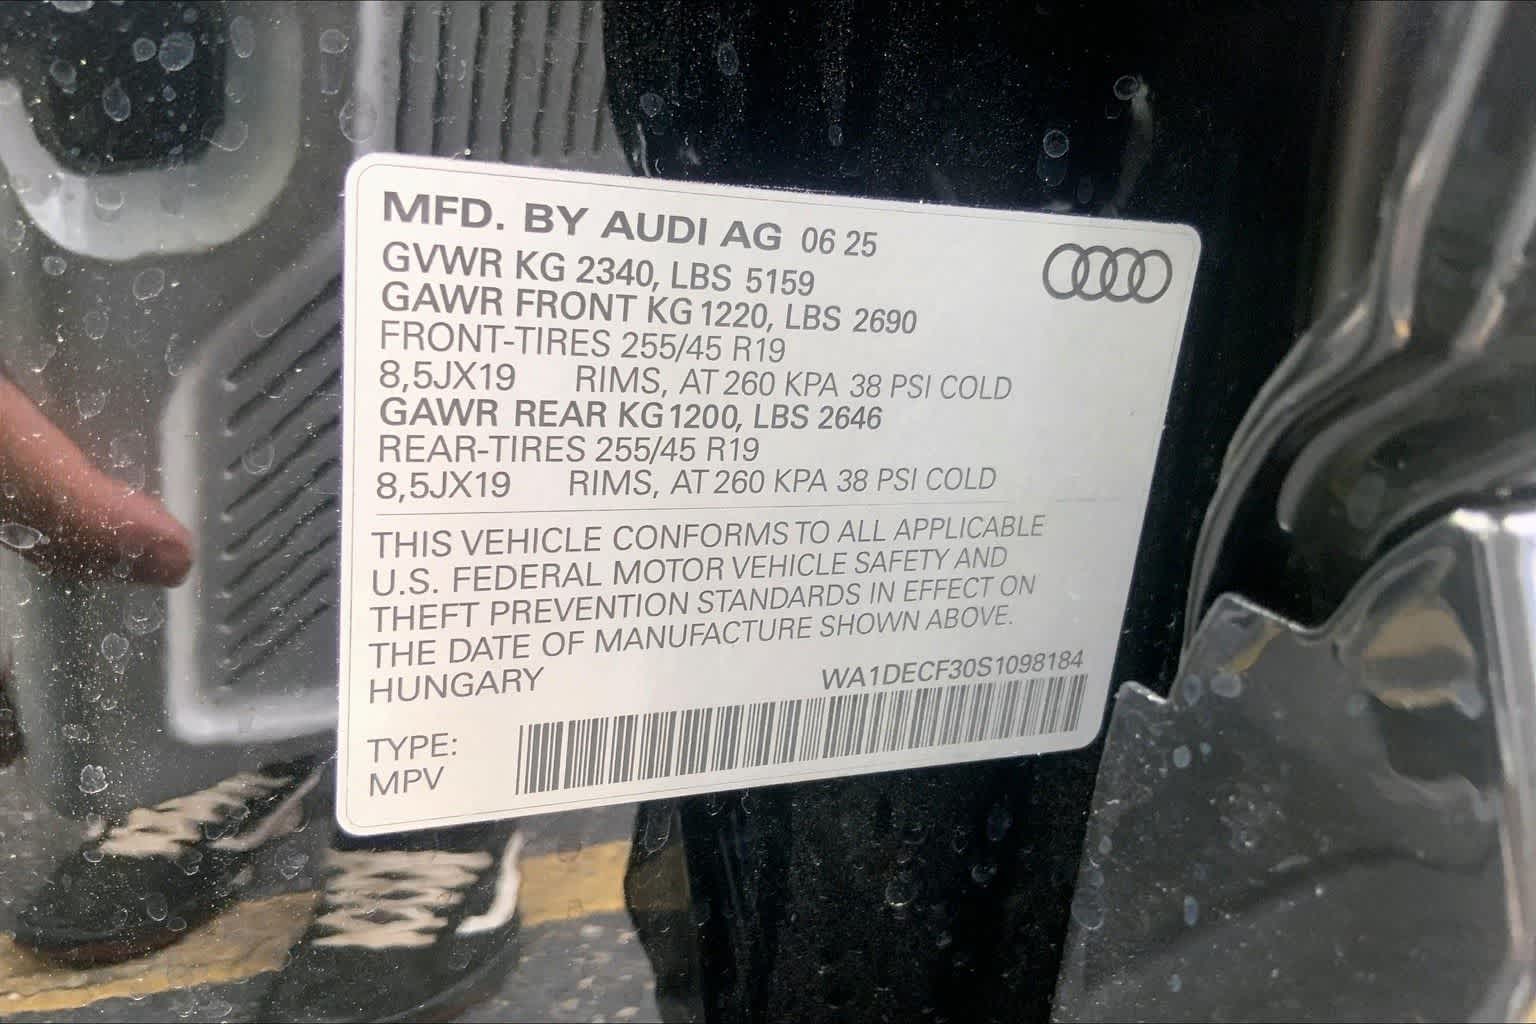 MFD. BY AUDI AG 06 25
GVWR KG 2340, LBS 5159
GAWR FRONT KG 1220, LBS 2690
FRONT-TIRES 255/45 R19
8,5JX19 RIMS, AT 260 KPA 38 PSI COLD
GAWR REAR KG 1200, LBS 2646
REAR-TIRES 255/45 R19
8,5JX19 RIMS, AT 260 KPA 38 PSI COLD
THIS VEHICLE CONFORMS TO ALL APPLICABLE
U.S. FEDERAL MOTOR VEHICLE SAFETY AND
THEFT PREVENTION STANDARDS IN EFFECT ON
THE DATE OF MANUFACTURE SHOWN ABOVE.
HUNGARY WA1DECF30S1098184
TYPE:
MPV